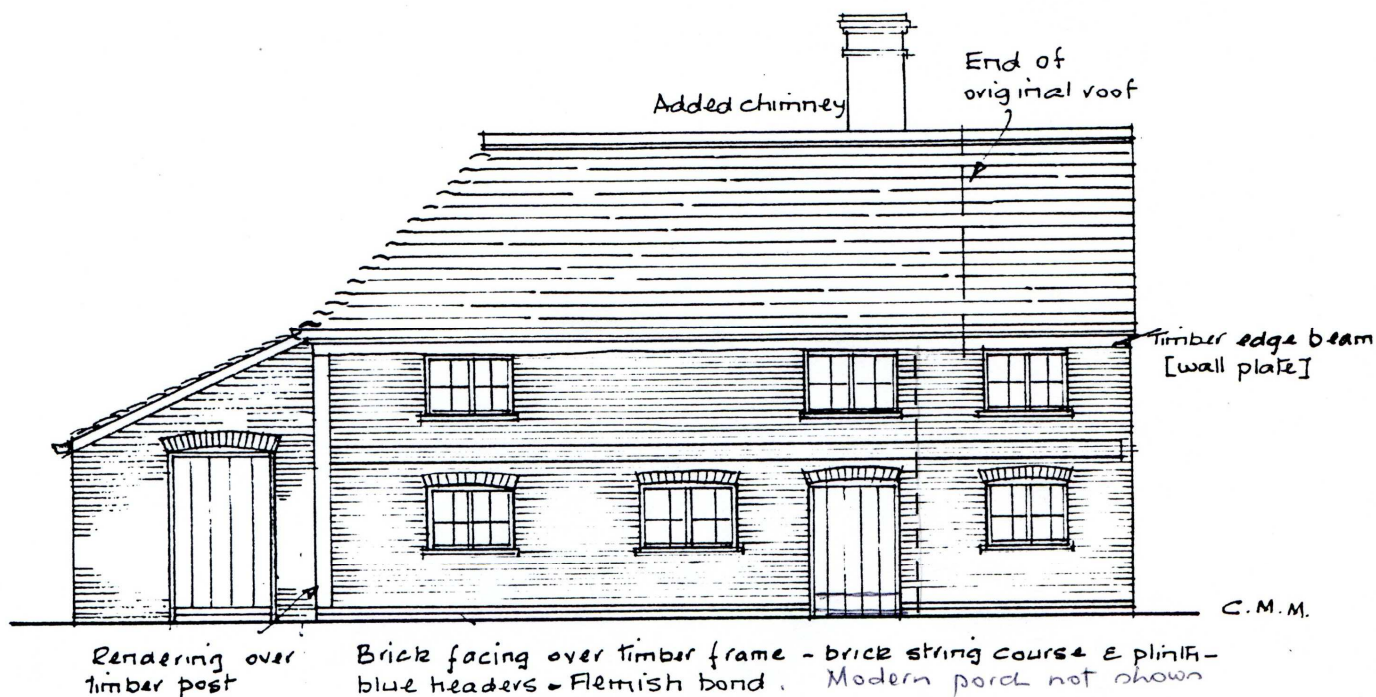 End of
original roof
Added chimney
Timber edge beam
[wall plate]
C.M.M.
Rendering over
timber post
Brick facing over timber frame - brick string course & plinth -
blue headers - Flemish bond. Modern porch not shown